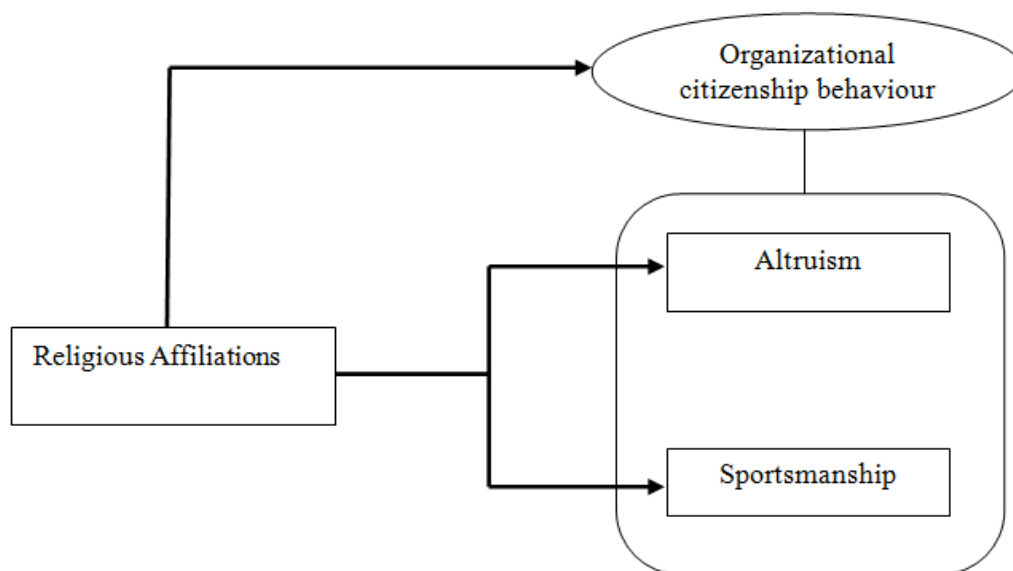 Organizational
citizenship behaviour
Altruism
Religious Affiliations
Sportsmanship